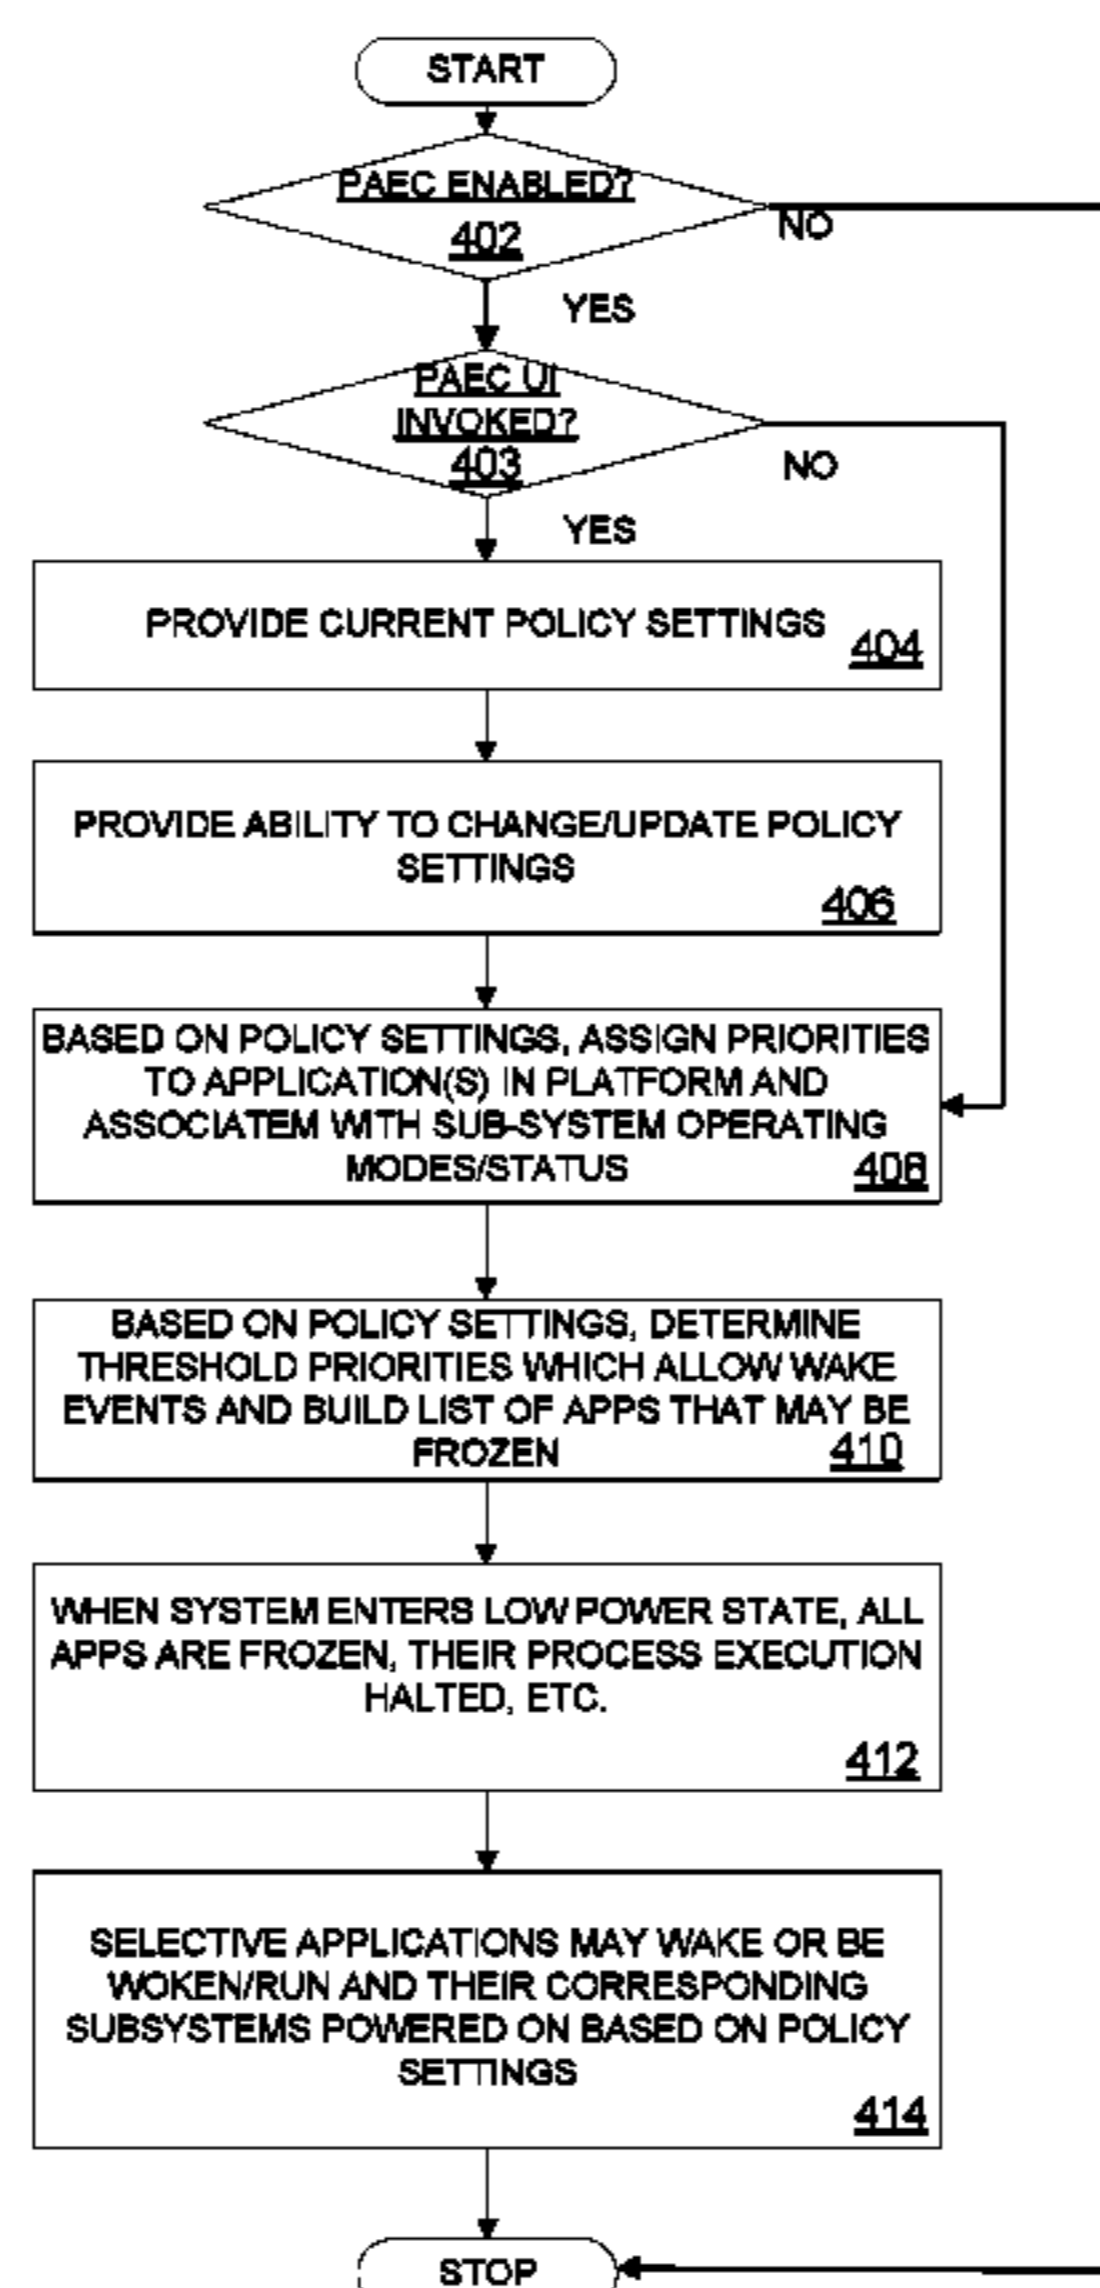 START
PAEC ENABLED?
402
NO
YES
PAEC UI
INVOKED?
403
NO
YES
PROVIDE CURRENT POLICY SETTINGS
404
PROVIDE ABILITY TO CHANGE/UPDATE POLICY
SETTINGS
406
BASED ON POLICY SETTINGS, ASSIGN PRIORITIES
TO APPLICATION(S) IN PLATFORM AND
ASSOCIATEM WITH SUB-SYSTEM OPERATING
MODES/STATUS
408
BASED ON POLICY SETTINGS, DETERMINE
THRESHOLD PRIORITIES WHICH ALLOW WAKE
EVENTS AND BUILD LIST OF APPS THAT MAY BE
FROZEN
410
WHEN SYSTEM ENTERS LOW POWER STATE, ALL
APPS ARE FROZEN, THEIR PROCESS EXECUTION
HALTED, ETC.
412
SELECTIVE APPLICATIONS MAY WAKE OR BE
WOKEN/RUN AND THEIR CORRESPONDING
SUBSYSTEMS POWERED ON BASED ON POLICY
SETTINGS
414
STOP